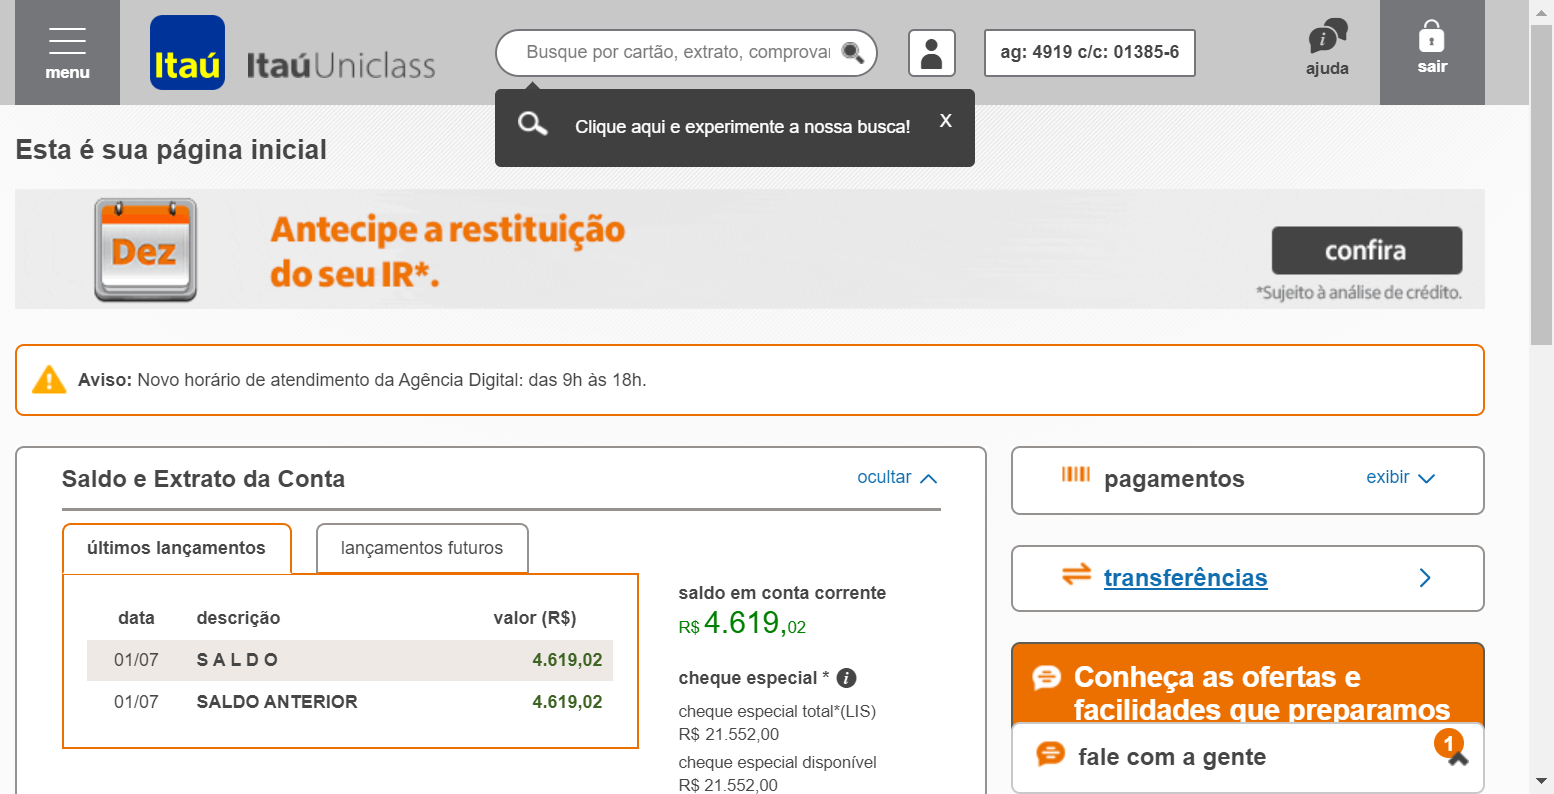 menu
Itaú
ItaúUniclass
Busque por cartão, extrato, comprovan
ag: 4919 c/c: 01385-6
ajuda
sair
Clique aqui e experimente a nossa busca!
X
Esta é sua página inicial
Dez
Antecipe a restituição
do seu IR*.
confira
*Sujeito à análise de crédito.
Aviso: Novo horário de atendimento da Agência Digital: das 9h às 18h.
Saldo e Extrato da Conta
ocultar
últimos lançamentos
lançamentos futuros
data descrição valor (R$)
01/07 S A L D O 4.619,02
01/07 SALDO ANTERIOR 4.619,02
saldo em conta corrente
R$ 4.619,02
cheque especial *
cheque especial total*(LIS)
R$ 21.552,00
cheque especial disponível
R$ 21.552,00
pagamentos
exibir
transferências
Conheça as ofertas e
facilidades que preparamos
fale com a gente
1